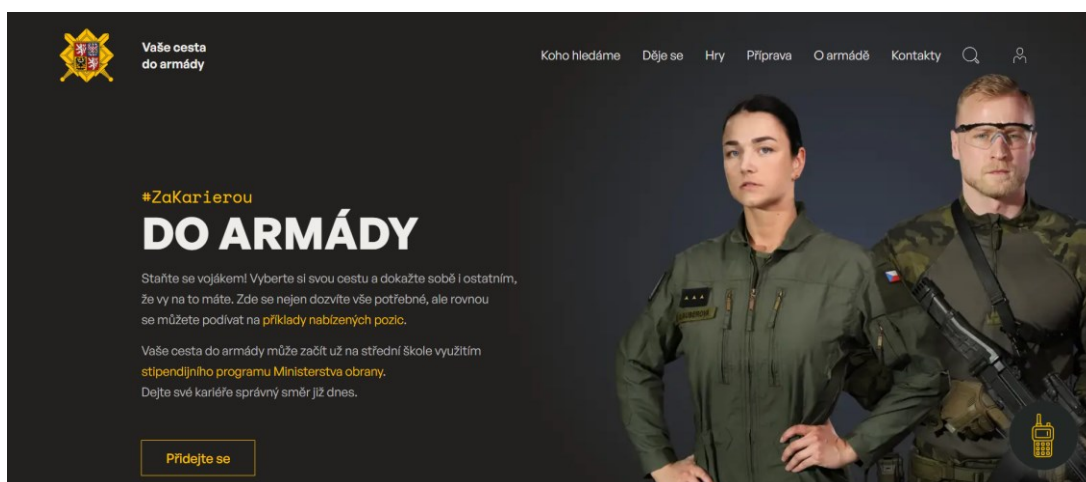 Vaše cesta
do armády
Koho hledáme Děje se Hry Příprava O armádě Kontakty
#ZaKarierou
DO ARMÁDY
Staňte se vojákem! Vyberte si svou cestu a dokažte sobě i ostatním,
že vy na to máte. Zde se nejen dozvíte vše potřebné, ale rovnou
se můžete podívat na příklady nabízených pozic.
Vaše cesta do armády může začít už na střední škole využitím
stipendijního programu Ministerstva obrany.
Dejte své kariéře správný směr již dnes.
Přidejte se